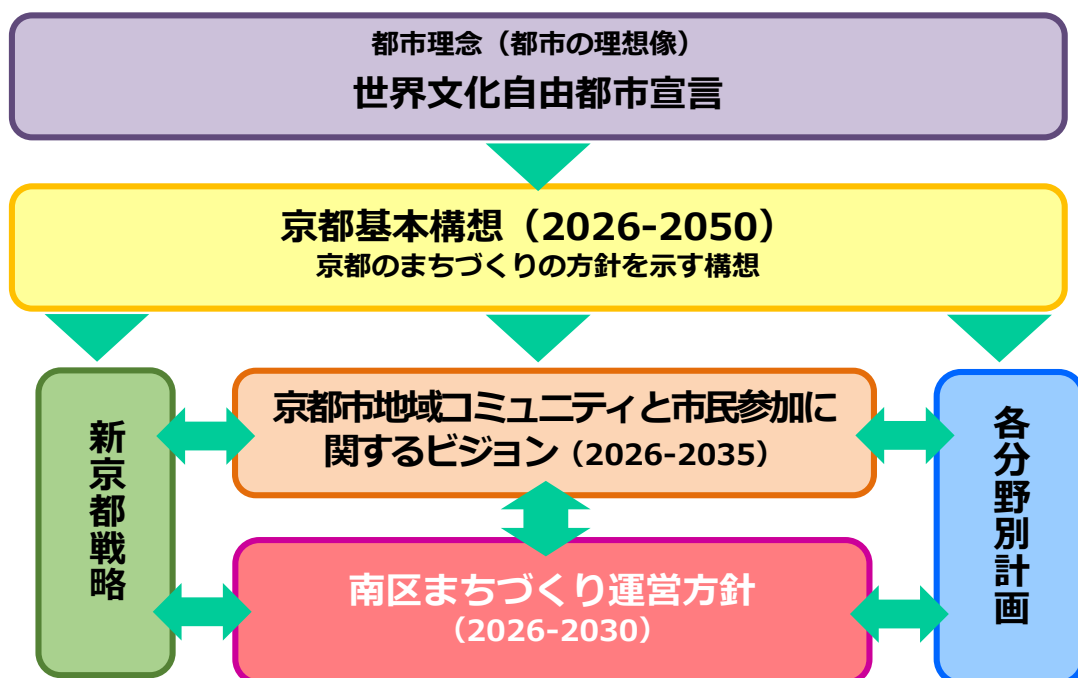 都市理念（都市の理想像）
世界文化自由都市宣言
京都基本構想（2026-2050）
京都のまちづくりの方針を示す構想
新京都戦略
京都市地域コミュニティと市民参加に
関するビジョン（2026-2035）
各分野別計画
南区まちづくり運営方針
（2026-2030）